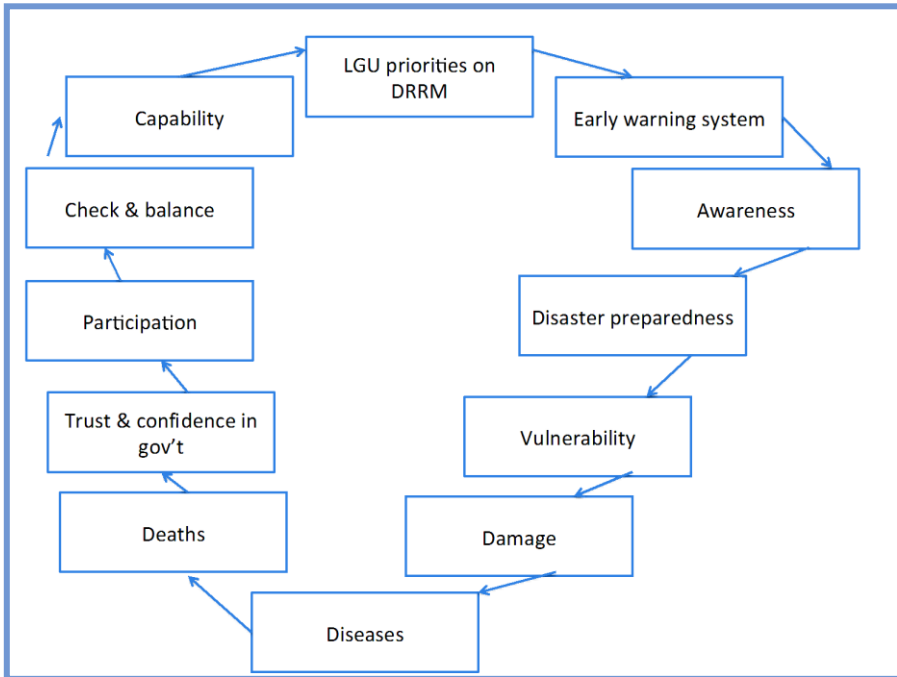 LGU priorities on
DRRM
Early warning system
Awareness
Disaster preparedness
Vulnerability
Damage
Diseases
Deaths
Trust & confidence in
gov’t
Participation
Check & balance
Capability